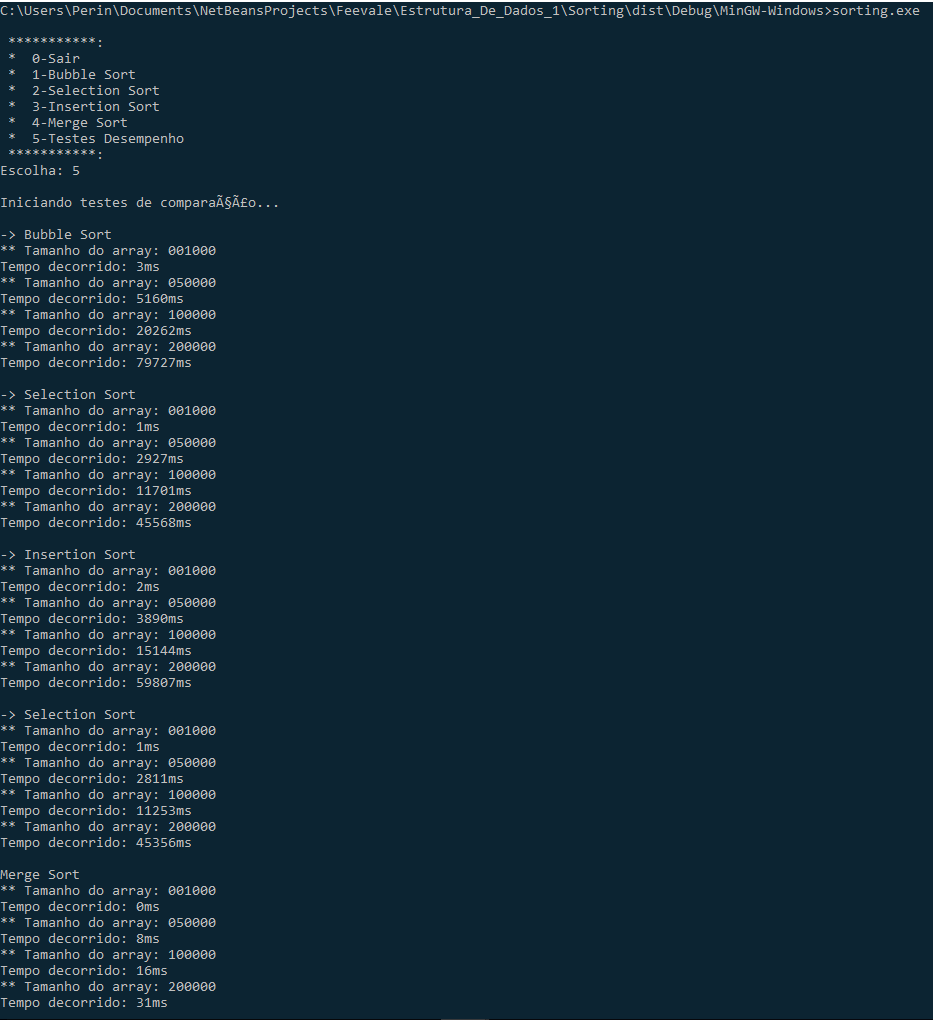 C:\Users\Perin\Documents\NetBeansProjects\Feevale\Estrutura_De_Dados_1\Sorting\dist\Debug\MinGW-Windows>sorting.exe
***********:
*  0-Sair
*  1-Bubble Sort
*  2-Selection Sort
*  3-Insertion Sort
*  4-Merge Sort
*  5-Testes Desempenho
***********:
Escolha: 5
Iniciando testes de comparaÃ§Ã£o...
-> Bubble Sort
** Tamanho do array: 001000
Tempo decorrido: 3ms
** Tamanho do array: 050000
Tempo decorrido: 5160ms
** Tamanho do array: 100000
Tempo decorrido: 20262ms
** Tamanho do array: 200000
Tempo decorrido: 79727ms
-> Selection Sort
** Tamanho do array: 001000
Tempo decorrido: 1ms
** Tamanho do array: 050000
Tempo decorrido: 2927ms
** Tamanho do array: 100000
Tempo decorrido: 11701ms
** Tamanho do array: 200000
Tempo decorrido: 45568ms
-> Insertion Sort
** Tamanho do array: 001000
Tempo decorrido: 2ms
** Tamanho do array: 050000
Tempo decorrido: 3890ms
** Tamanho do array: 100000
Tempo decorrido: 15144ms
** Tamanho do array: 200000
Tempo decorrido: 59807ms
-> Selection Sort
** Tamanho do array: 001000
Tempo decorrido: 1ms
** Tamanho do array: 050000
Tempo decorrido: 2811ms
** Tamanho do array: 100000
Tempo decorrido: 11253ms
** Tamanho do array: 200000
Tempo decorrido: 45356ms
Merge Sort
** Tamanho do array: 001000
Tempo decorrido: 0ms
** Tamanho do array: 050000
Tempo decorrido: 8ms
** Tamanho do array: 100000
Tempo decorrido: 16ms
** Tamanho do array: 200000
Tempo decorrido: 31ms